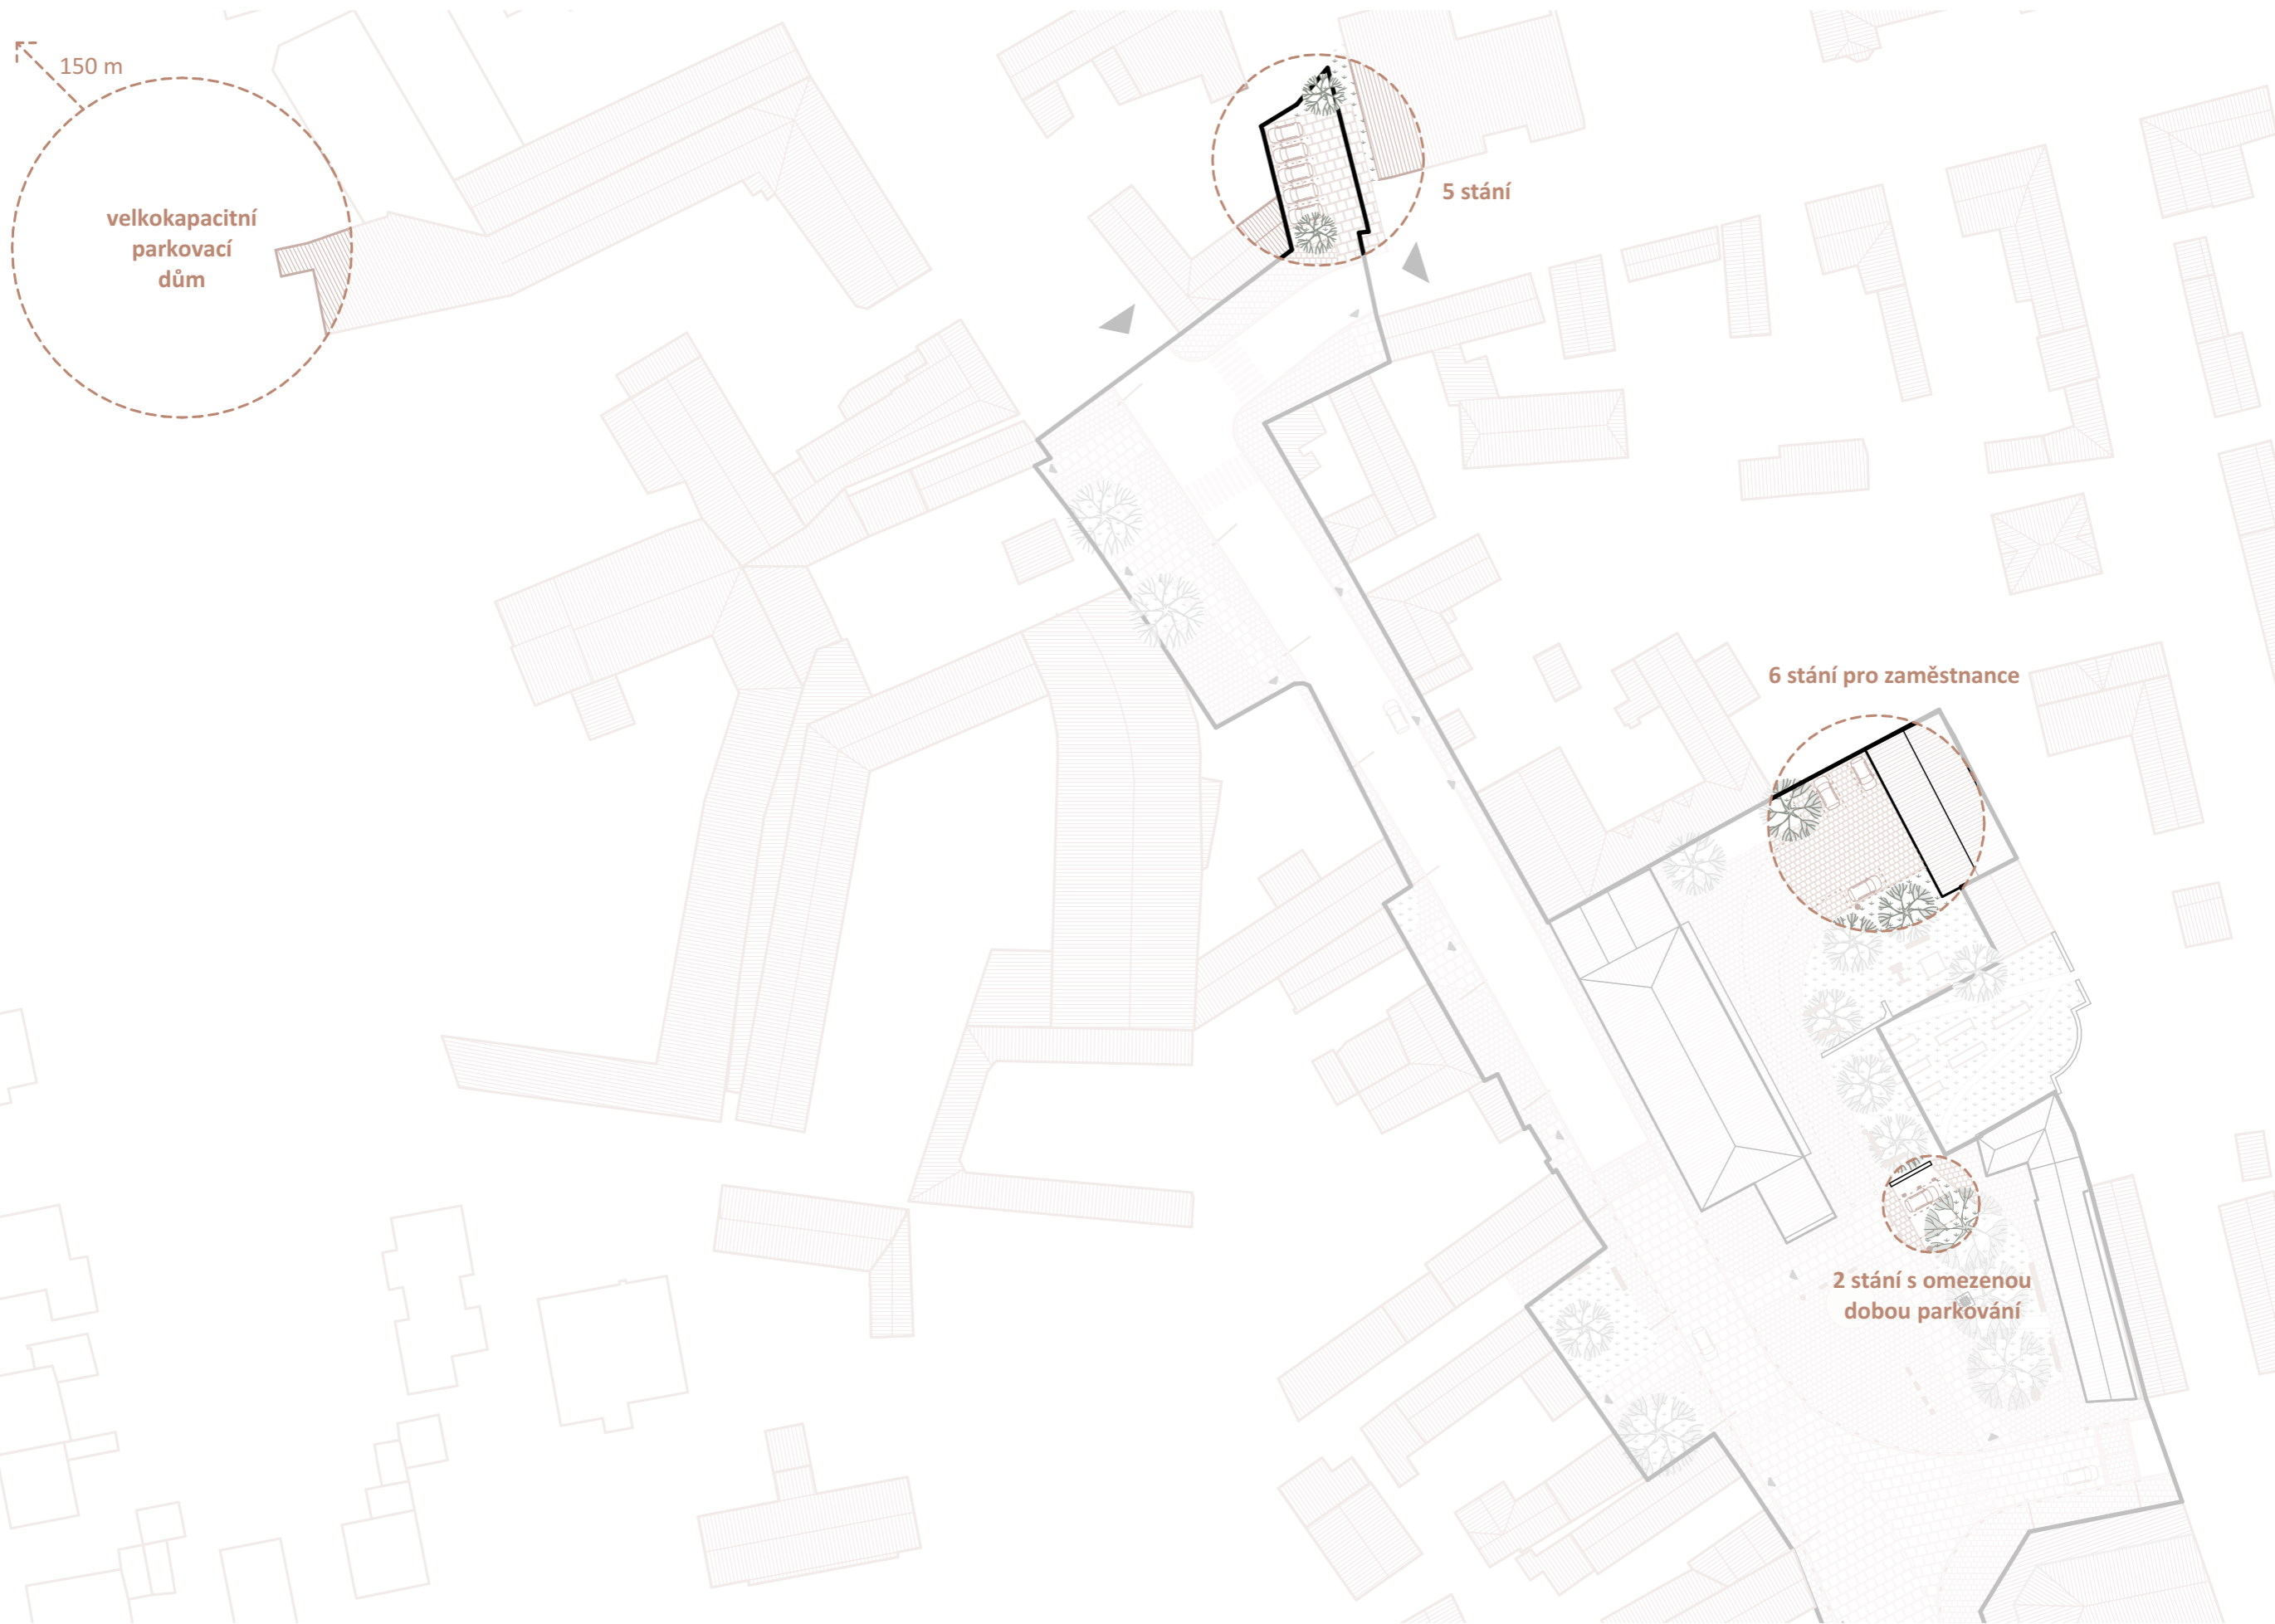 150 m
velkokapacitní
parkovací
dům
5 stání
6 stání pro zaměstnance
2 stání s omezenou
dobou parkování